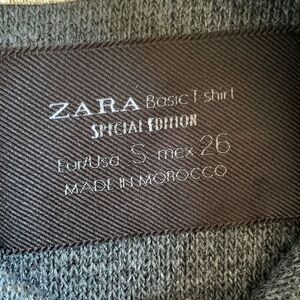 ZARA Basic T-shirt
SPECIAL EDITION
Eur/Usa S mex 26
MADE IN MOROCCO